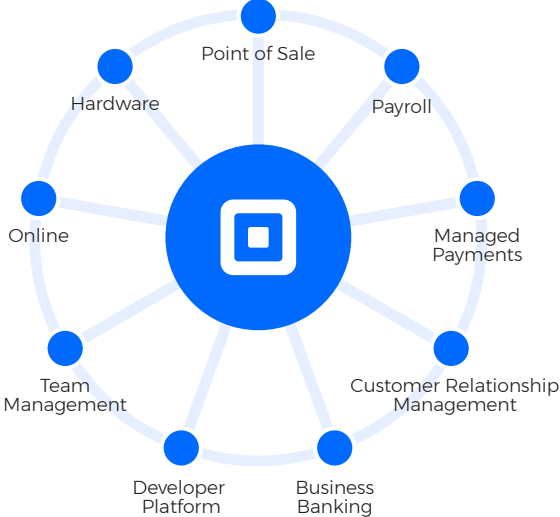 Point of Sale
Hardware
Payroll
Online
Managed
Payments
Team
Management
Customer Relationship
Management
Developer
Platform
Business
Banking